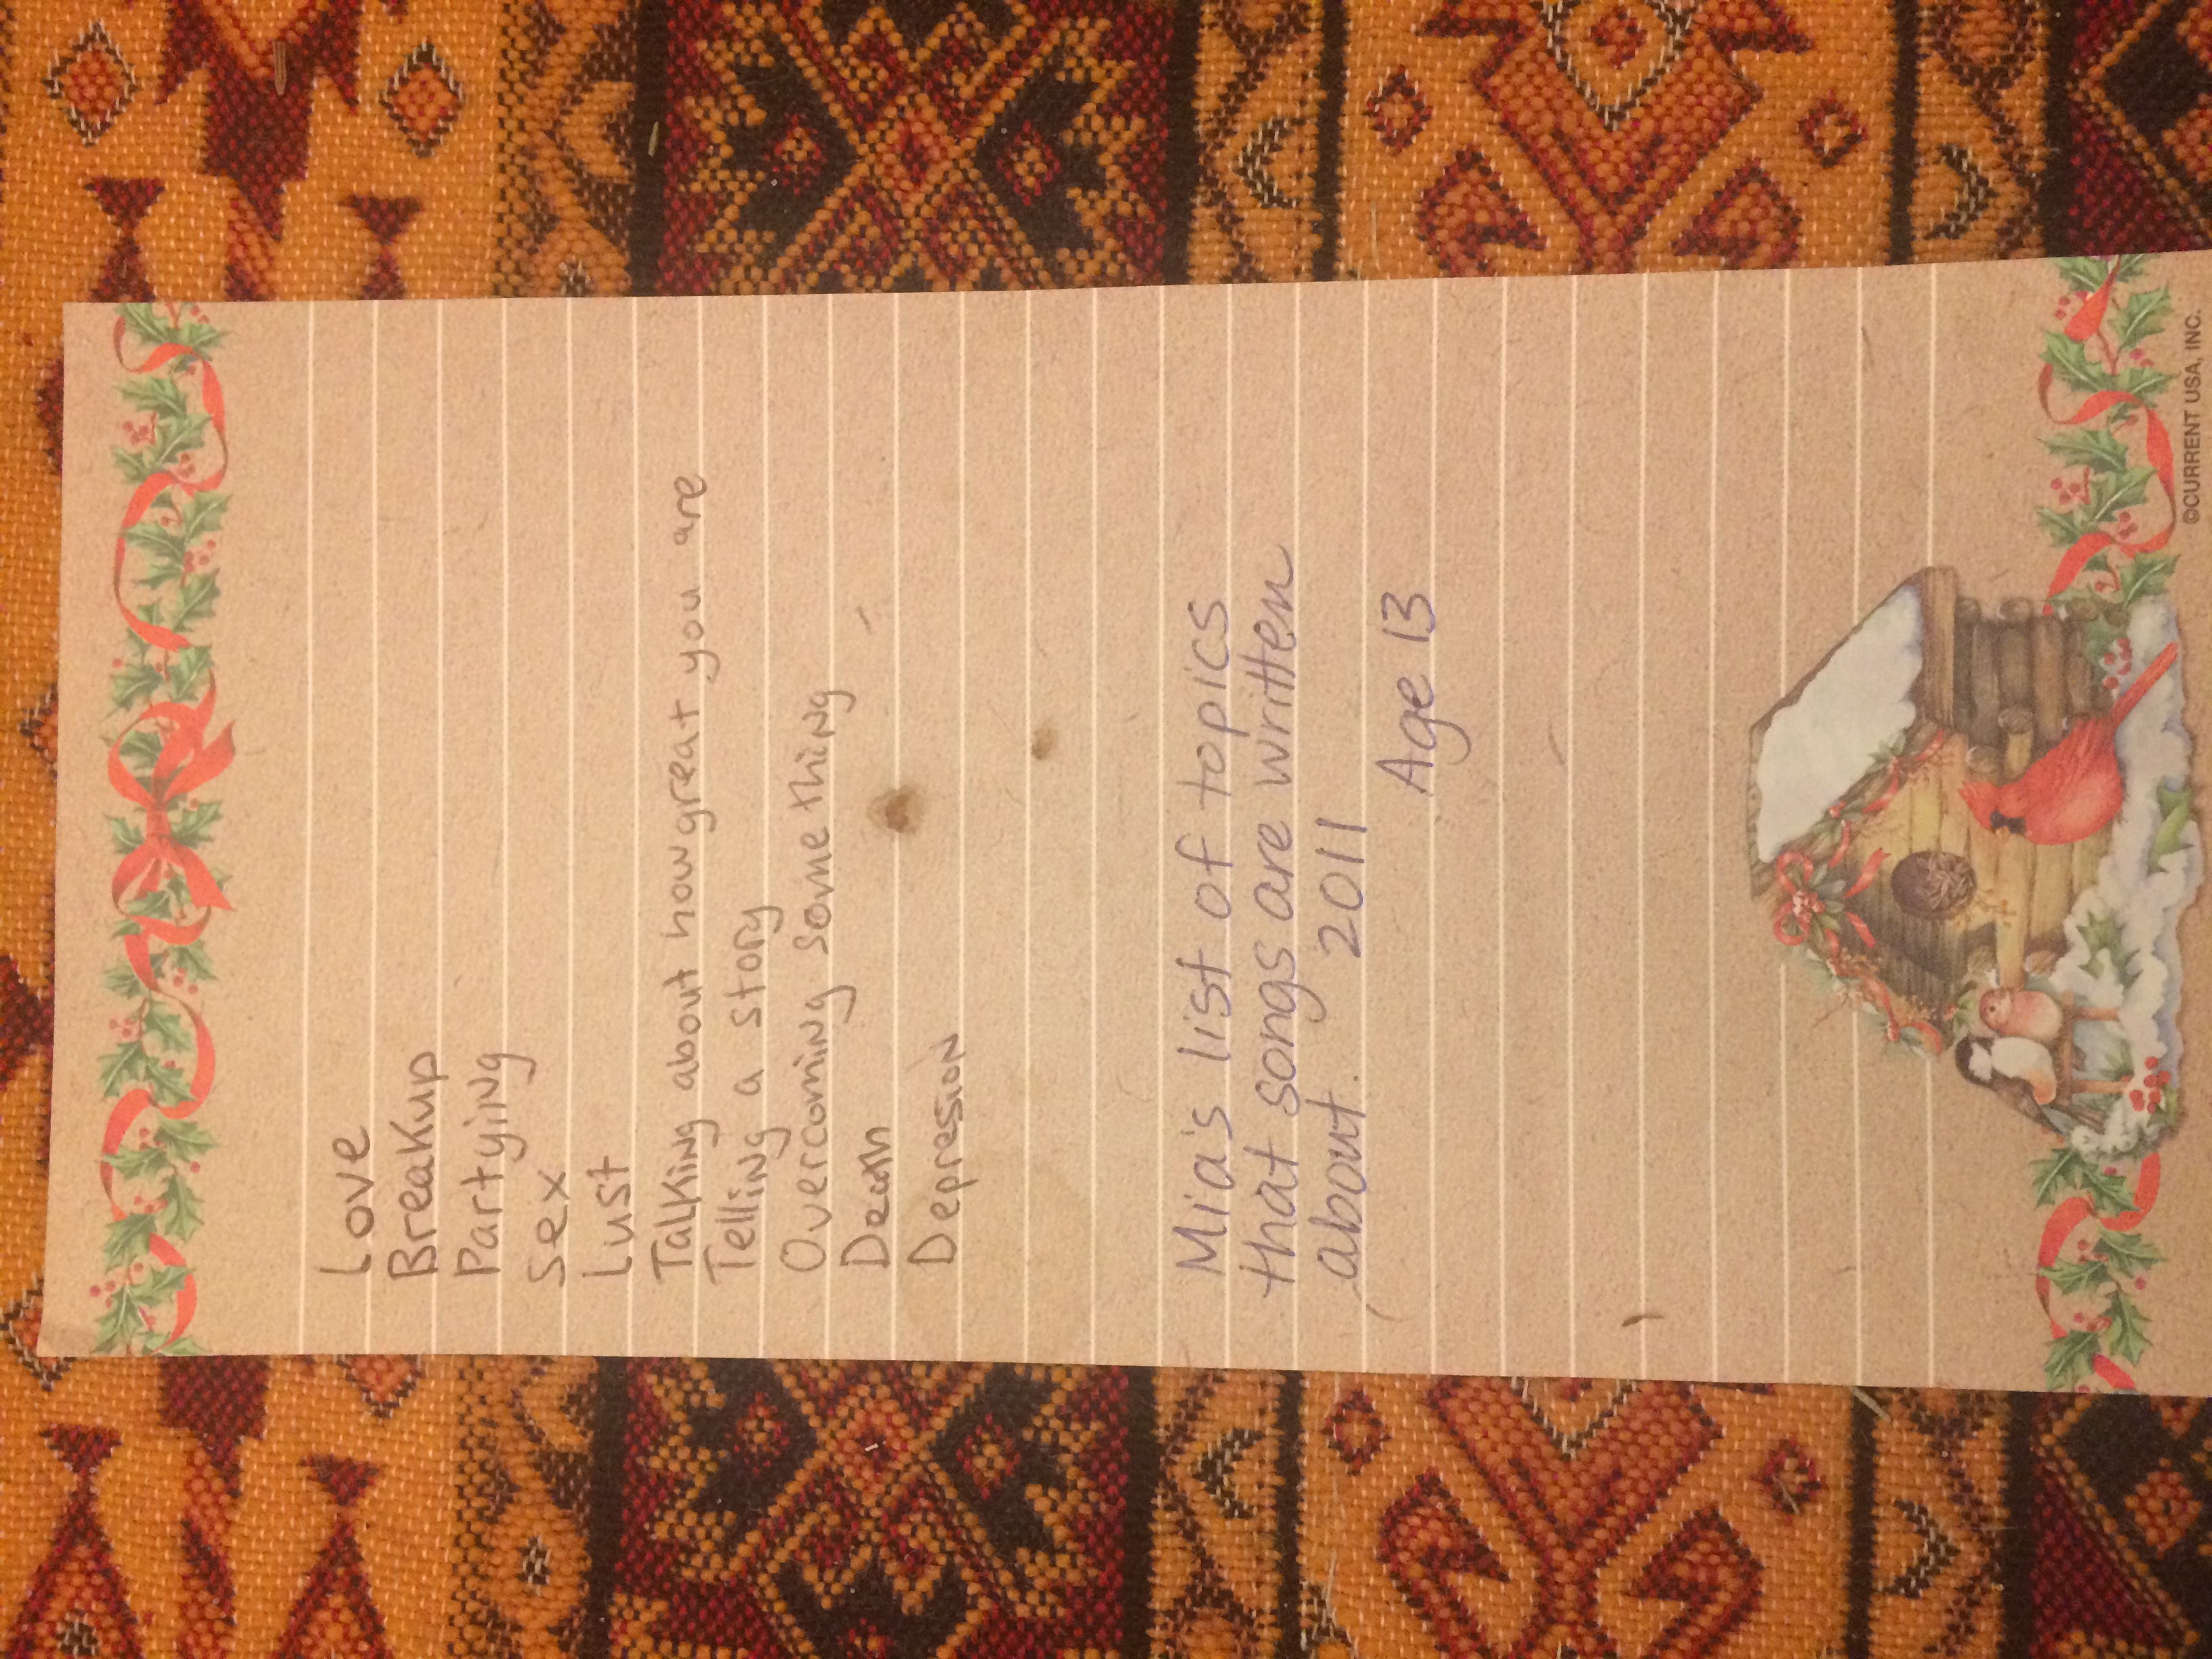 Love
Breakup
Partying
Sex
Lust
Talking about how great you are
Telling a story
Overcoming something
Death
Depresion
Mia's list of topics
that songs are written
about. 2011
Age 13
©CURRENT USA, INC.